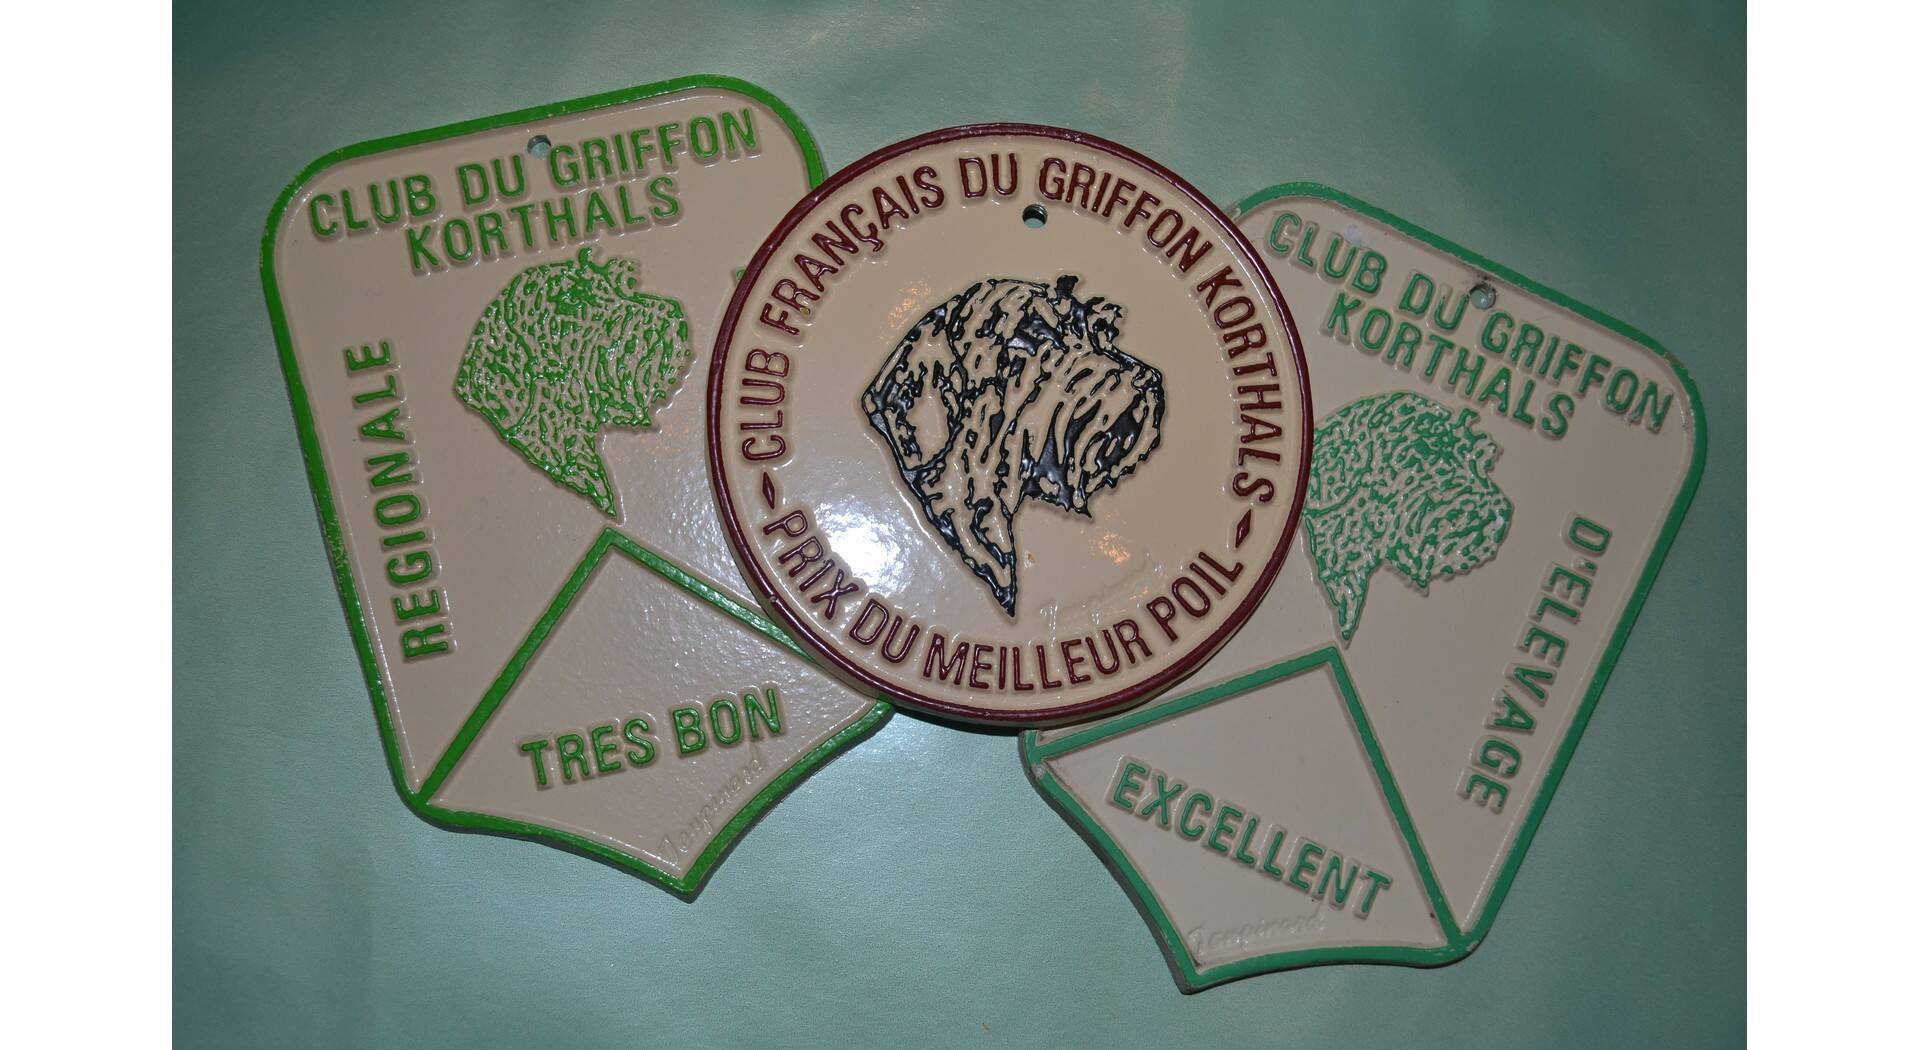 CLUB DU GRIFFON
KORTHALS
REGIONALE
TRES BON
Taupinard
CLUB FRANÇAIS DU GRIFFON KORTHALS
PRIX DU MEILLEUR POIL
CLUB DU GRIFFON
KORTHALS
D'ELEVAGE
EXCELLENT